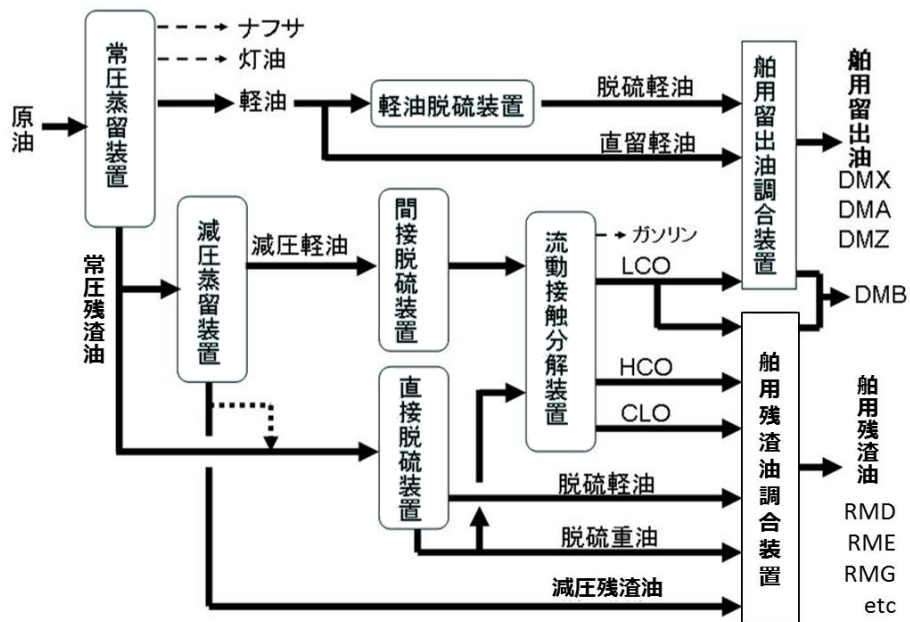 原油
常圧蒸留装置
ナフサ
灯油
軽油
軽油脱硫装置
脱硫軽油
直留軽油
舶用留出油調合装置
舶用留出油
DMX
DMA
DMZ
DMB
常圧残渣油
減圧蒸留装置
減圧軽油
間接脱硫装置
流動接触分解装置
ガソリン
LCO
HCO
CLO
直接脱硫装置
脱硫軽油
脱硫重油
減圧残渣油
舶用残渣油調合装置
舶用残渣油
RMD
RME
RMG
etc